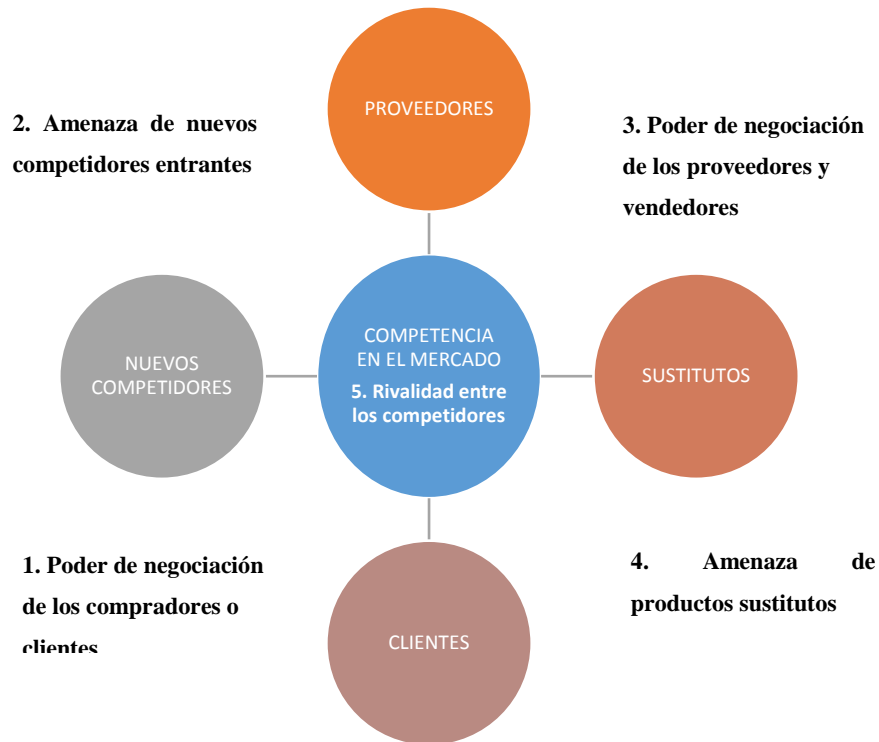 PROVEEDORES
2. Amenaza de nuevos
competidores entrantes
3. Poder de negociación
de los proveedores y
vendedores
NUEVOS
COMPETIDORES
COMPETENCIA
EN EL MERCADO
5. Rivalidad entre
los competidores
SUSTITUTOS
1. Poder de negociación
de los compradores o
clientes
4. Amenaza de
productos sustitutos
CLIENTES